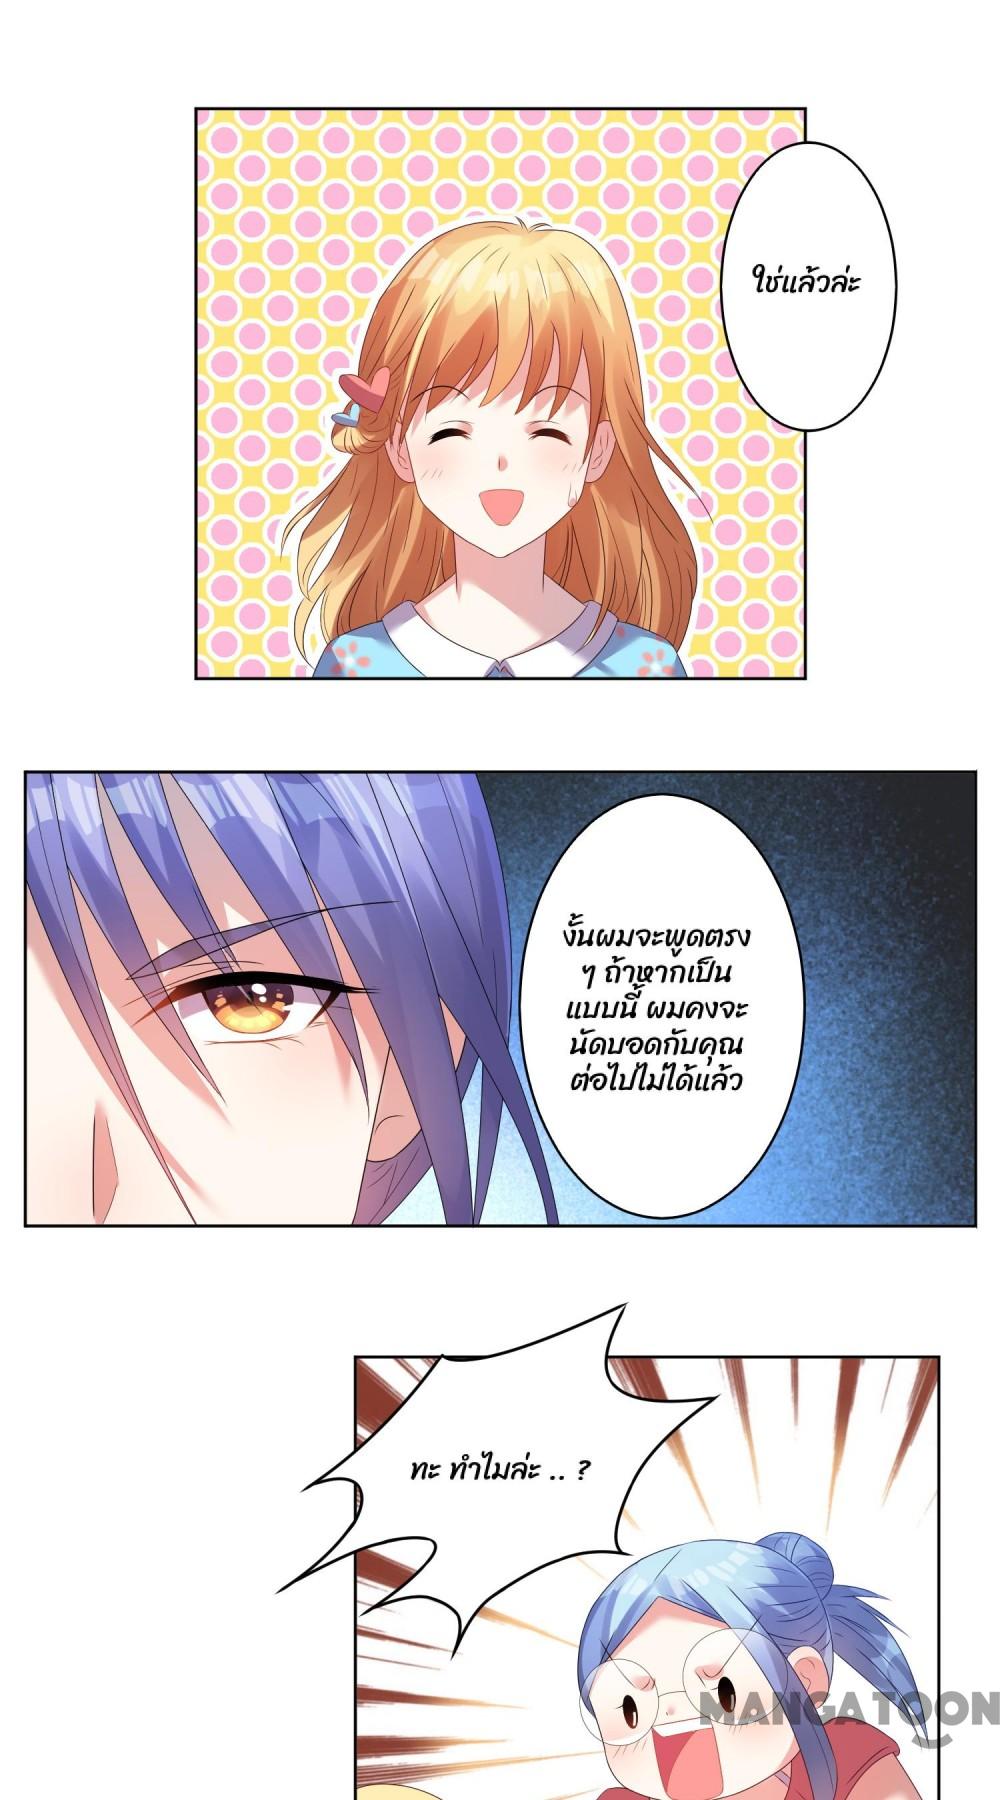 ใช่แล้วล่ะ
งั้นผมจะพูดตรง
ๆ ถ้าหากเป็น
แบบนี้ ผมคงจะ
นัดบอดกับคุณ
ต่อไปไม่ได้แล้ว
ทะ ทำไมล่ะ .. ?
MANGATOON